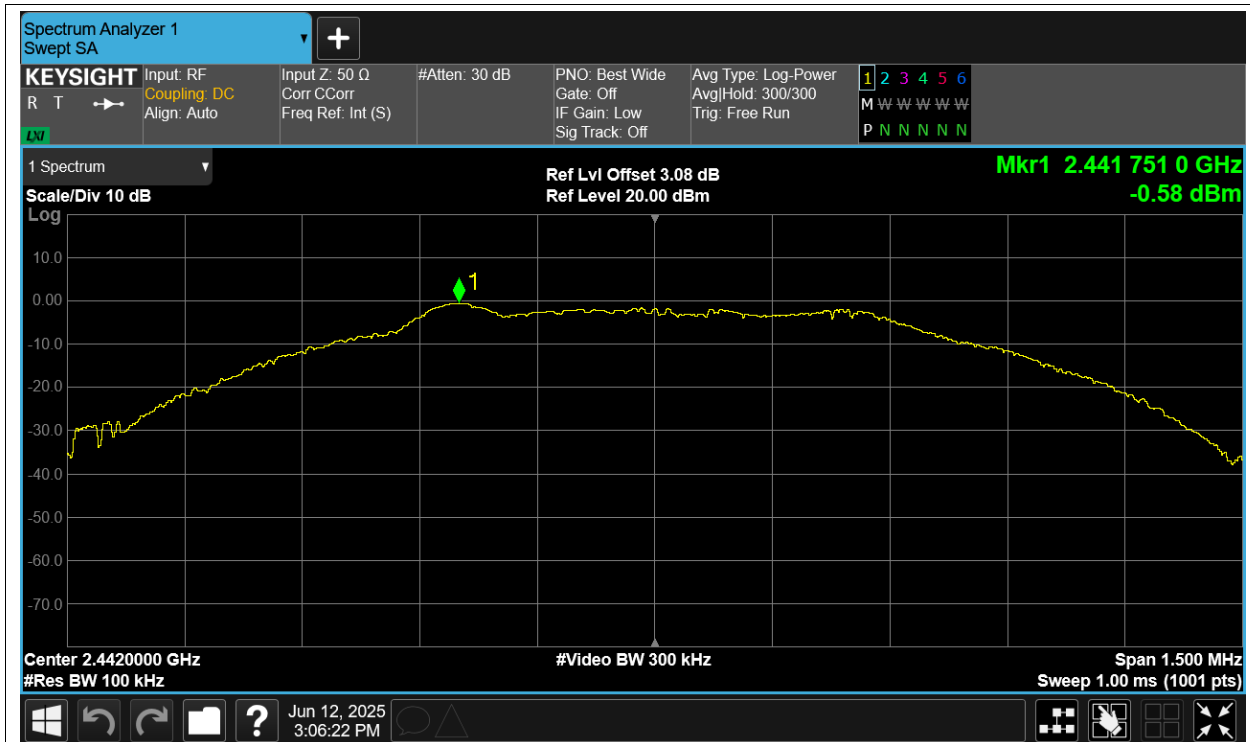 Spectrum Analyzer 1
Swept SA
KEYSIGHT
R T
LXI
Input: RF
Coupling: DC
Align: Auto
Input Z: 50 Ω
Corr CCorr
Freq Ref: Int (S)
#Atten: 30 dB
PNO: Best Wide
Gate: Off
IF Gain: Low
Sig Track: Off
Avg Type: Log-Power
Avg|Hold: 300/300
Trig: Free Run
1 2 3 4 5 6
M W W W W W
P N N N N N
1 Spectrum
Scale/Div 10 dB
Log
Ref Lvl Offset 3.08 dB
Ref Level 20.00 dBm
Mkr1 2.441 751 0 GHz
-0.58 dBm
1
10.0
0.00
-10.0
-20.0
-30.0
-40.0
-50.0
-60.0
-70.0
Center 2.4420000 GHz
#Res BW 100 kHz
#Video BW 300 kHz
Span 1.500 MHz
Sweep 1.00 ms (1001 pts)
?
Jun 12, 2025
3:06:22 PM